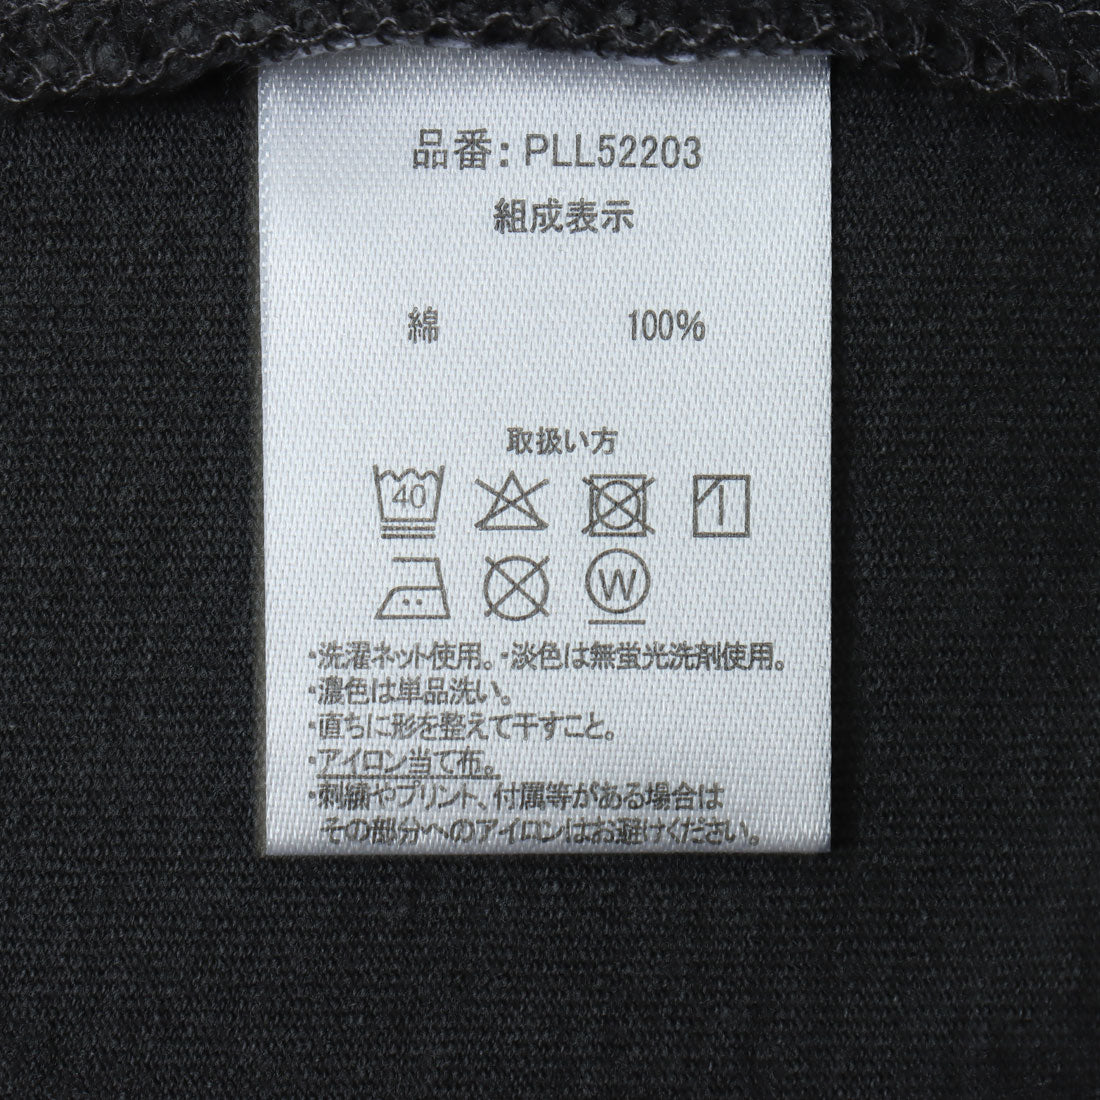 品番: PLL52203
組成表示
綿 100%
取扱い方
40
W
・洗濯ネット使用。・淡色は無蛍光洗剤使用。
・濃色は単品洗い。
・直ちに形を整えて干すこと。
・アイロン当て布。
・刺繍やプリント、付属等がある場合は
その部分へのアイロンはお避けください。